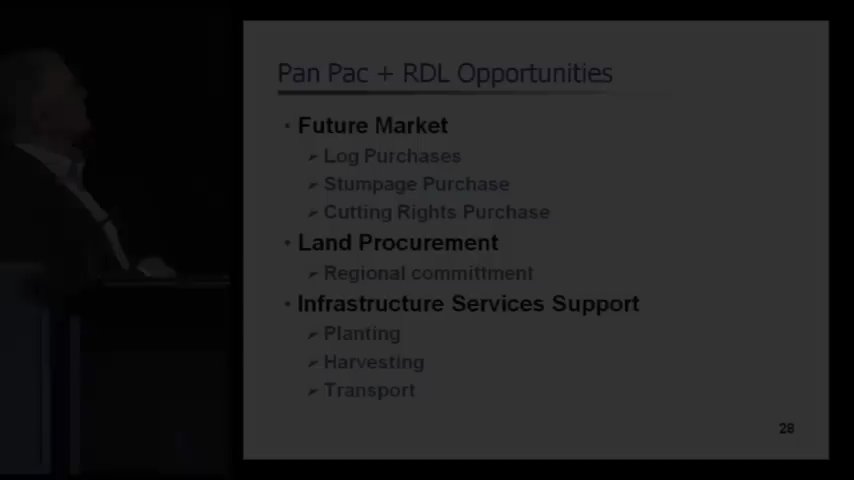 Pan Pac + RDL Opportunities
• Future Market
➢ Log Purchases
➢ Stumpage Purchase
➢ Cutting Rights Purchase
• Land Procurement
➢ Regional committment
• Infrastructure Services Support
➢ Planting
➢ Harvesting
➢ Transport
28